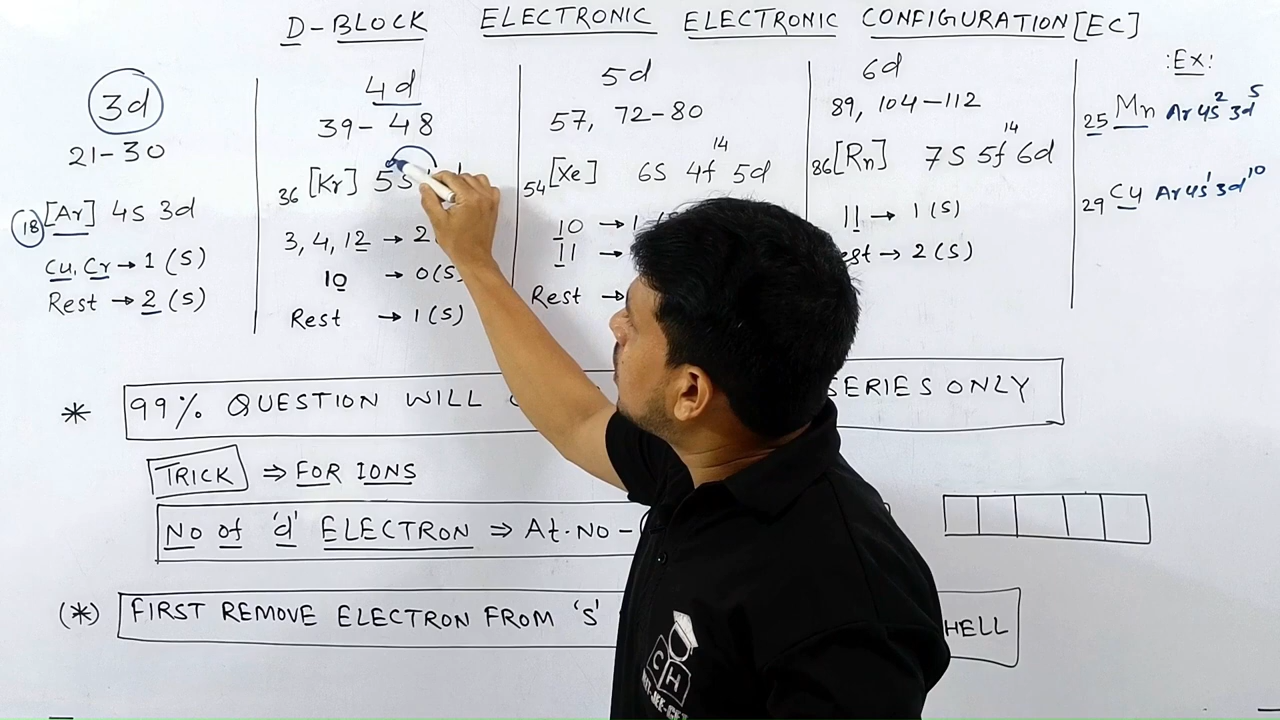 D-BLOCK ELECTRONIC ELECTRONIC CONFIGURATION [EC]
3d
21-30
18[Ar] 4s 3d
Cu, Cr → 1 (s)
Rest → 2 (s)
4d
39-48
36[Kr] 5s
3, 4, 12 → 2
10 → 0(s)
Rest → 1(s)
5d
57, 72-80
54[Xe] 6s 4f¹⁴ 5d
10 → 1
11 →
Rest →
6d
89, 104-112
86[Rn] 7s 5f¹⁴ 6d
11 → 1(s)
→ 2(s)
:Ex:
25 Mn Ar 4s² 3d⁵
29 Cu Ar 4s¹ 3d¹⁰
* 99% QUESTION WILL SERIES ONLY
TRICK ⇒ FOR IONS
No of 'd' ELECTRON ⇒ At.No -
(*) FIRST REMOVE ELECTRON FROM 'S'
C H